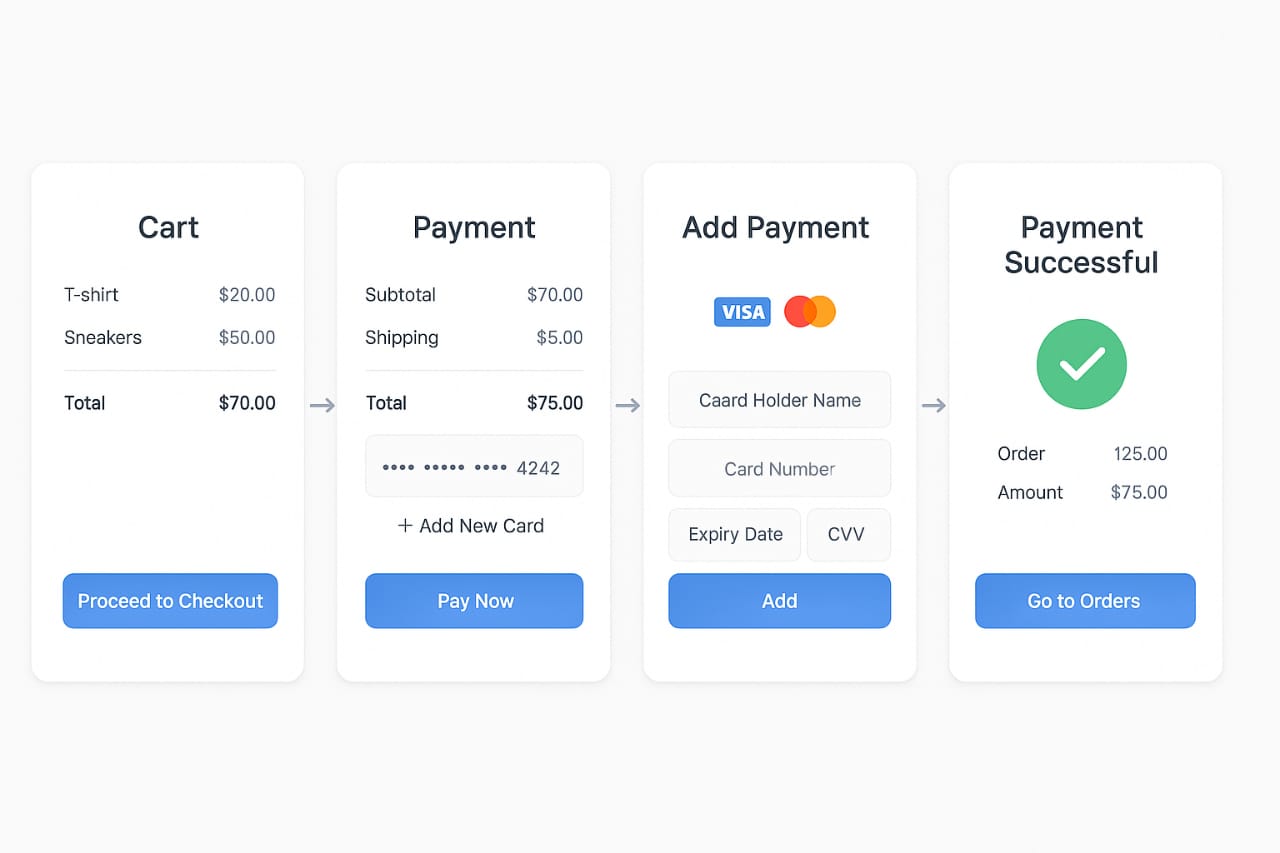 Cart
T-shirt $20.00
Sneakers $50.00
Total $70.00
Proceed to Checkout
Payment
Subtotal $70.00
Shipping $5.00
Total $75.00
•••• ••••• •••• 4242
+ Add New Card
Pay Now
Add Payment
VISA
Caard Holder Name
Card Number
Expiry Date CVV
Add
Payment
Successful
Order 125.00
Amount $75.00
Go to Orders